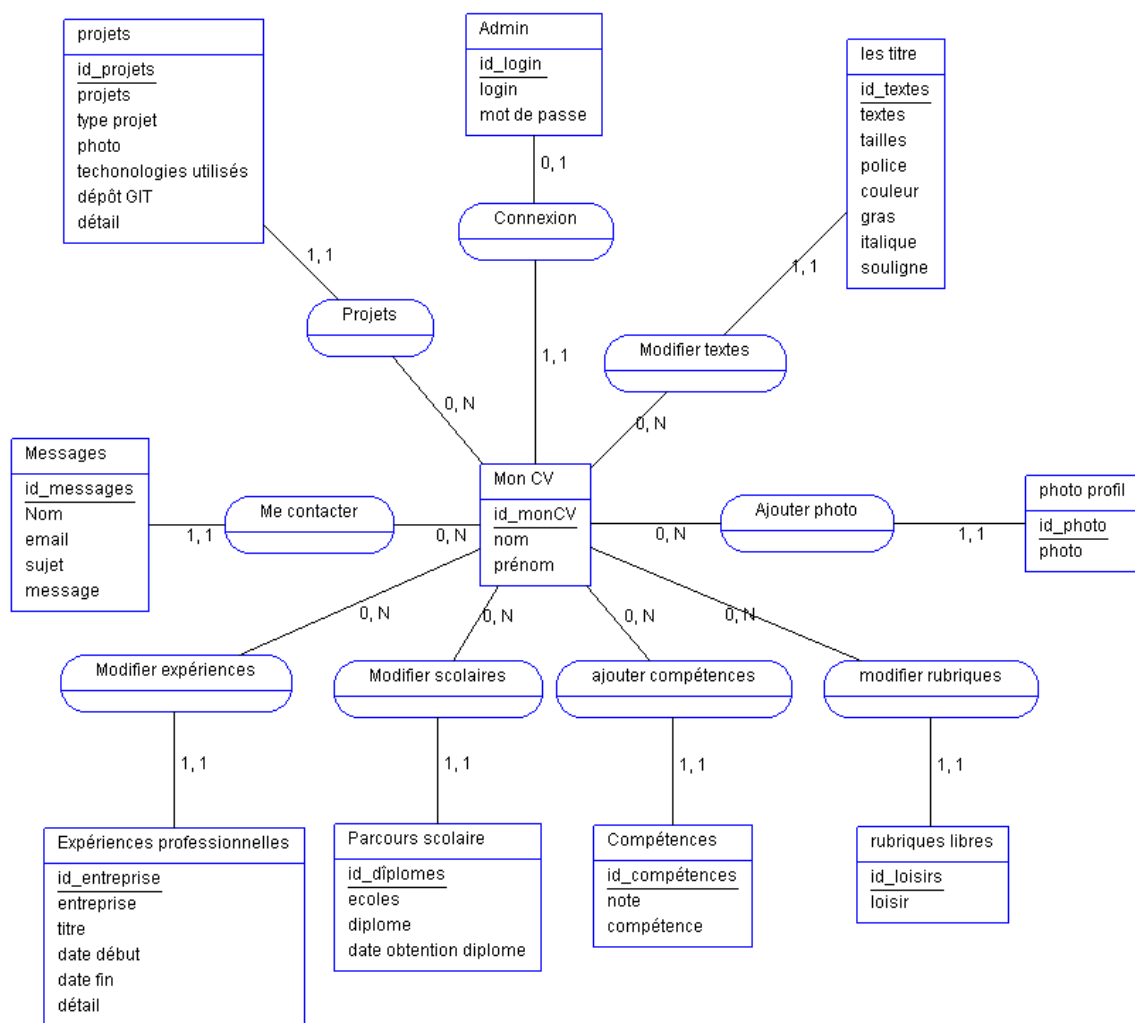 projets
id_projets
projets
type projet
photo
techonologies utilisés
dépôt GIT
détail
Admin
id_login
login
mot de passe
les titre
id_textes
textes
tailles
police
couleur
gras
italique
souligne
0, 1
Connexion
1, 1
1, 1
Projets
Modifier textes
1, 1
0, N
0, N
Messages
id_messages
Nom
email
sujet
message
Mon CV
id_monCV
nom
prénom
photo profil
id_photo
photo
Me contacter
Ajouter photo
1, 1
0, N
0, N
1, 1
0, N
0, N
0, N
0, N
Modifier expériences
Modifier scolaires
ajouter compétences
modifier rubriques
1, 1
1, 1
1, 1
1, 1
Expériences professionnelles
id_entreprise
entreprise
titre
date début
date fin
détail
Parcours scolaire
id_dîplomes
ecoles
diplome
date obtention diplome
Compétences
id_compétences
note
compétence
rubriques libres
id_loisirs
loisir